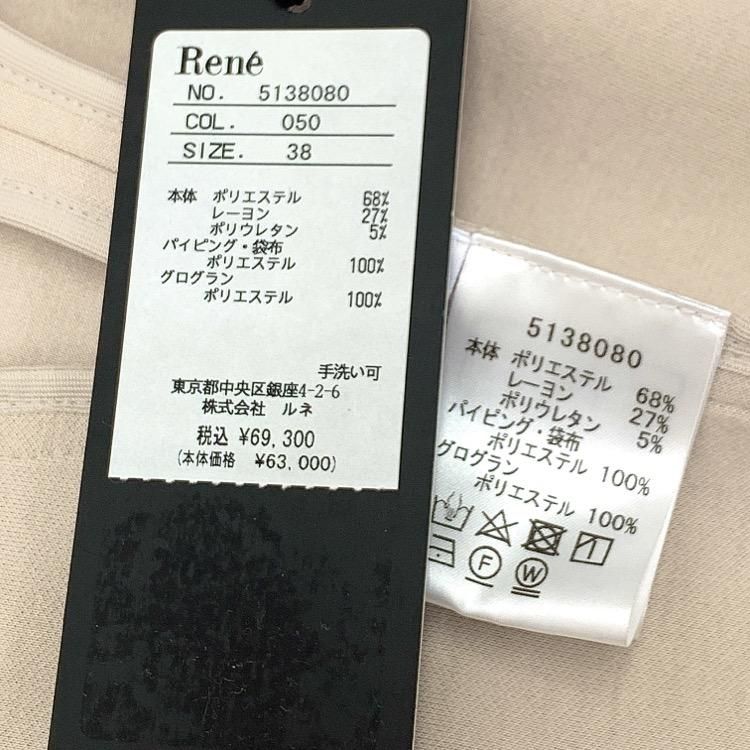 René
NO. 5138080
COL. 050
SIZE. 38
本体 ポリエステル 68%
レーヨン 27%
ポリウレタン 5%
パイピング・袋布
ポリエステル 100%
グログラン
ポリエステル 100%
手洗い可
東京都中央区銀座4-2-6
株式会社 ルネ
税込 ¥69,300
(本体価格 ¥63,000)
5138080
本体 ポリエステル 68%
レーヨン 27%
ポリウレタン 5%
パイピング・袋布
ポリエステル 100%
グログラン
ポリエステル 100%
F W